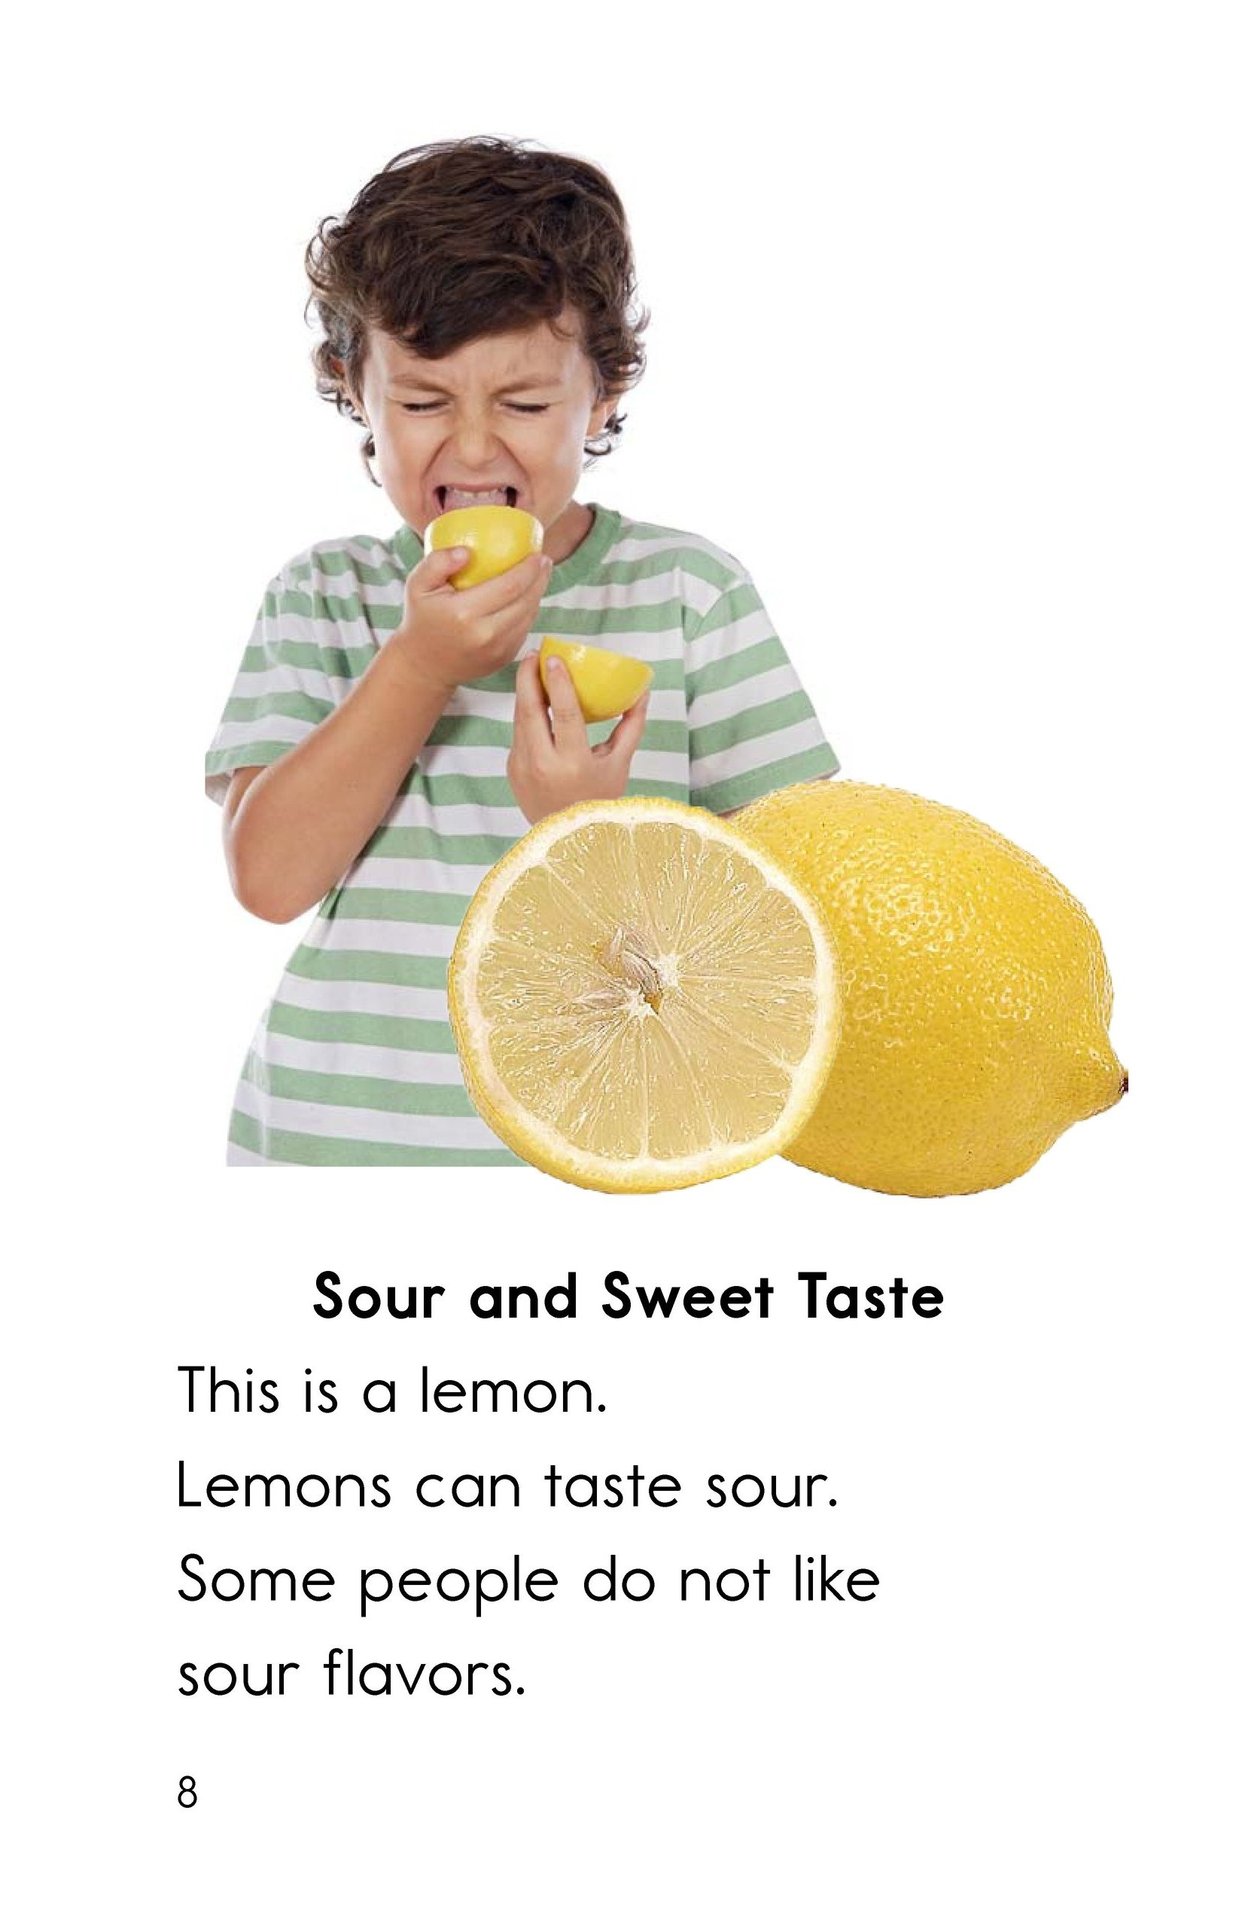 Sour and Sweet Taste
This is a lemon.
Lemons can taste sour.
Some people do not like
sour flavors.
8